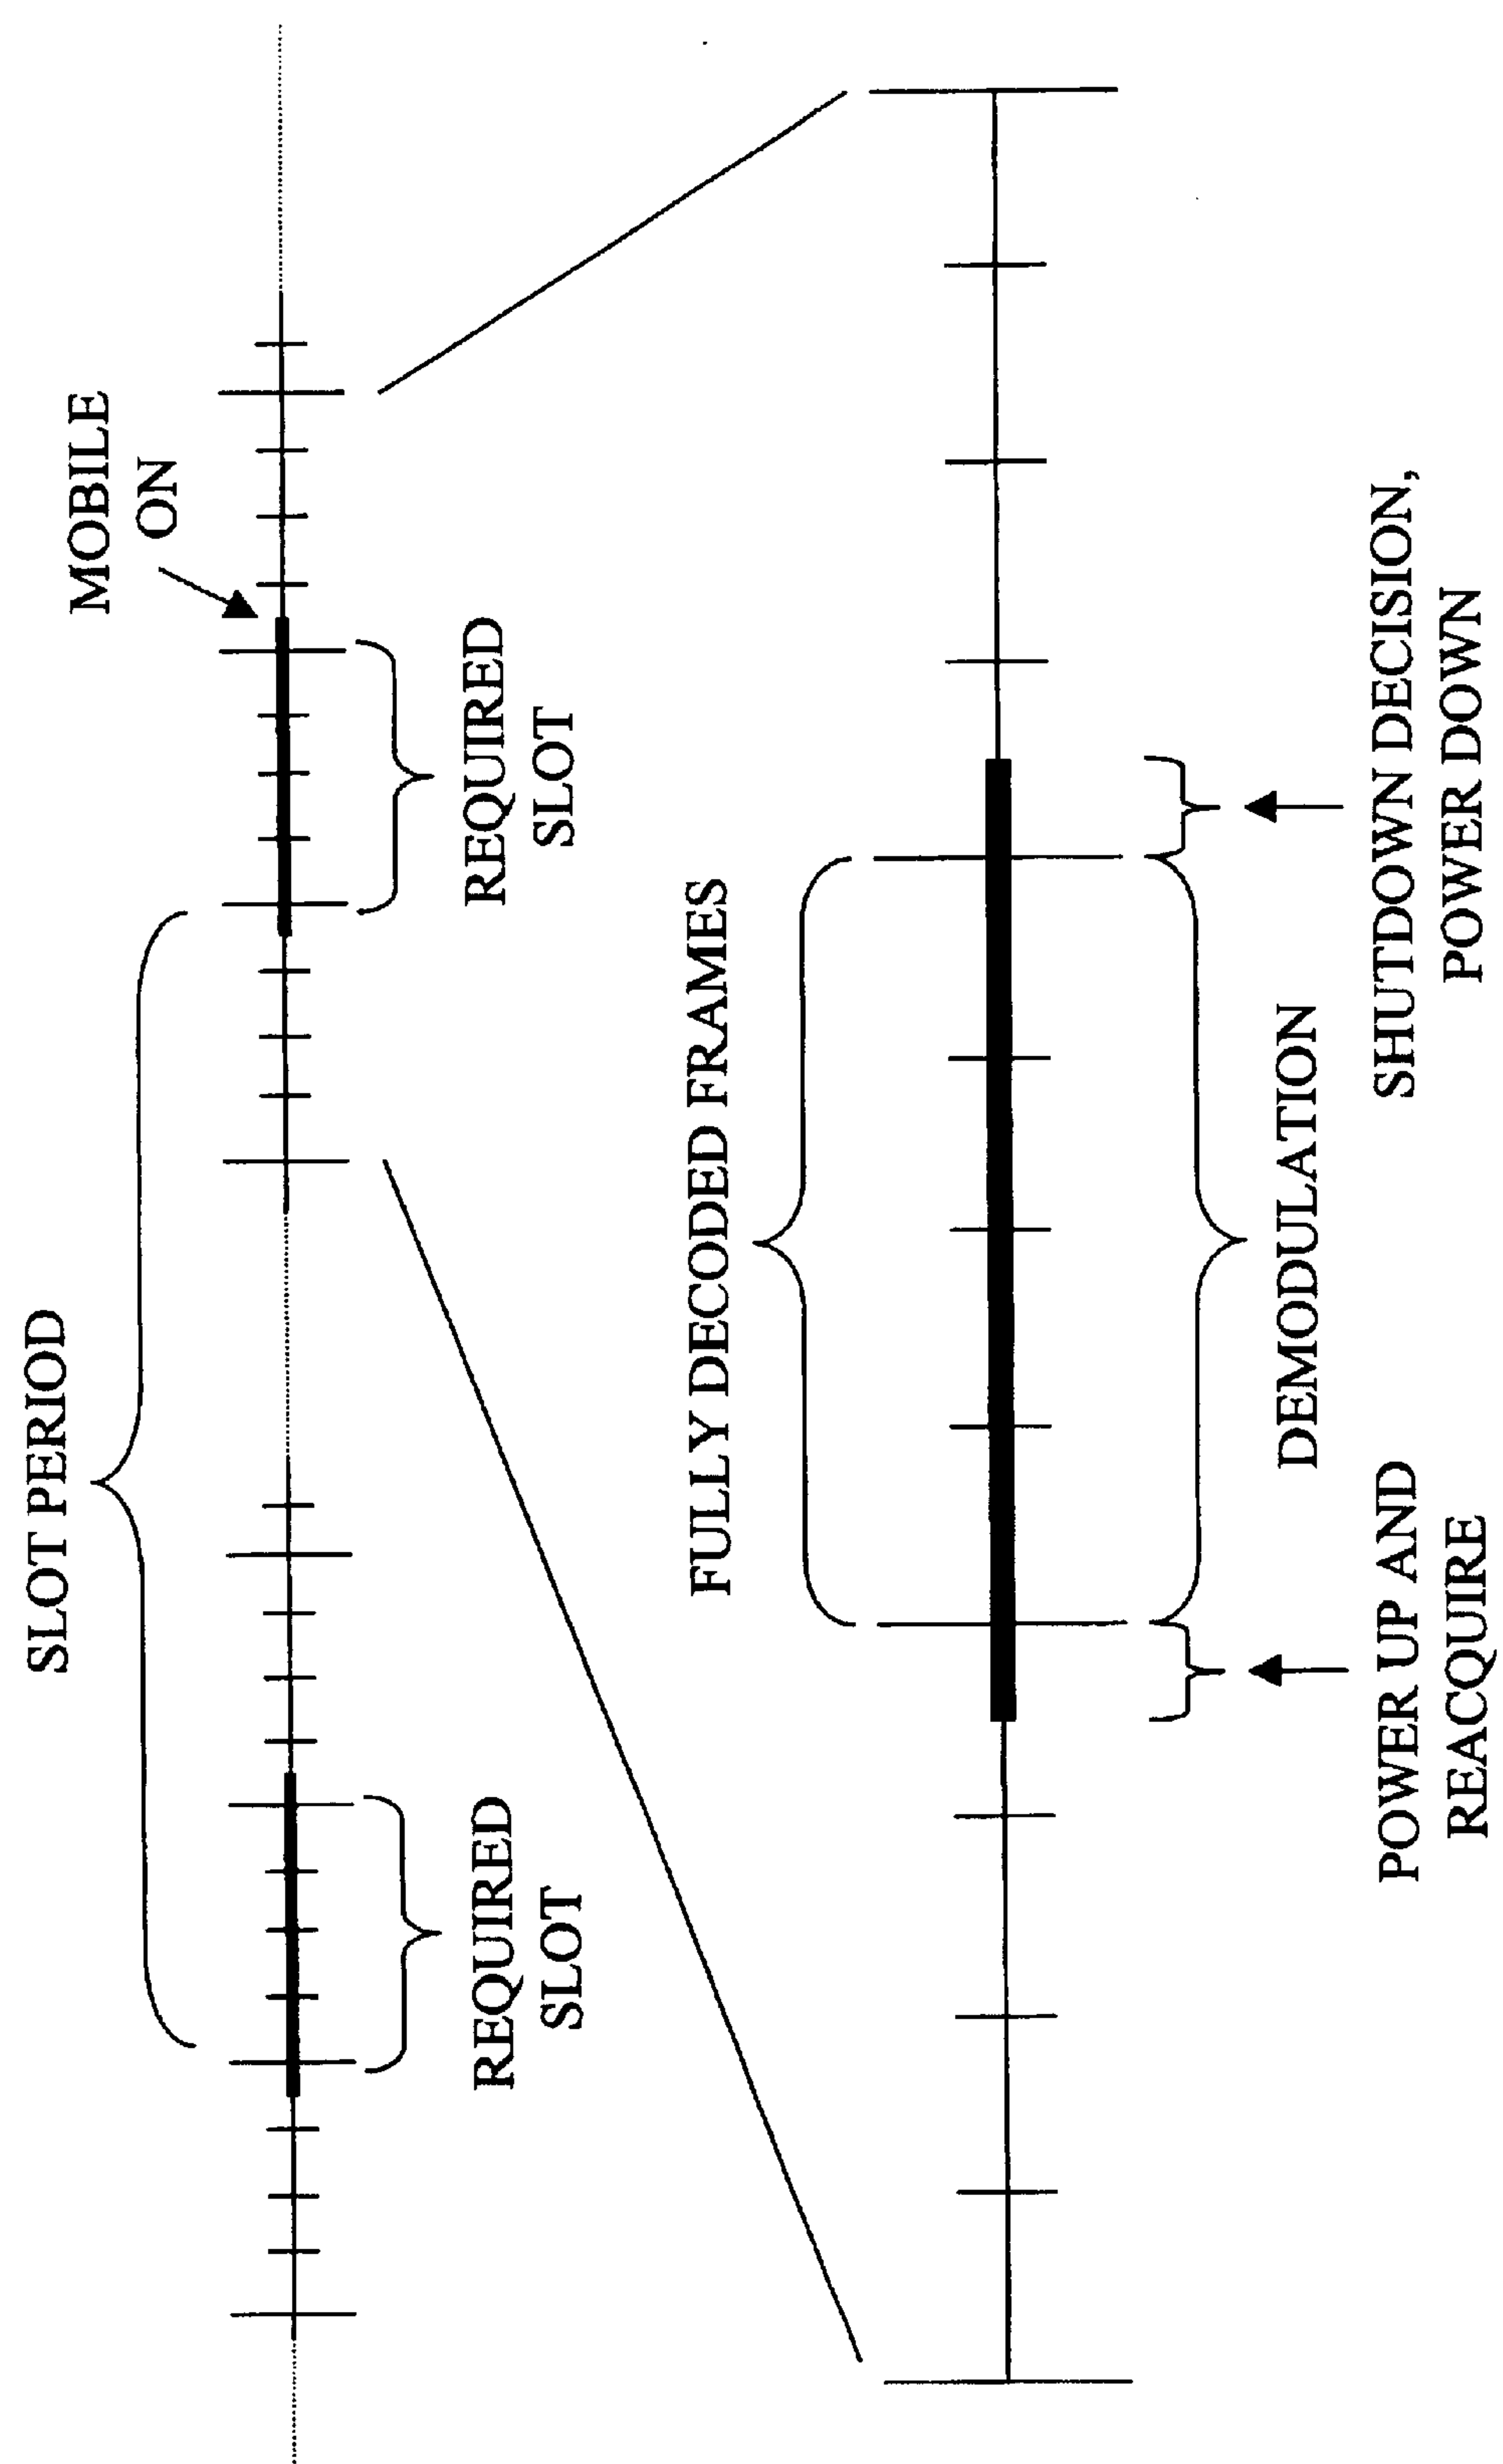 SLOT PERIOD
MOBILE
ON
REQUIRED
SLOT
REQUIRED
SLOT
FULLY DECODED FRAMES
POWER UP AND
REACQUIRE
DEMODULATION
SHUTDOWN DECISION,
POWER DOWN